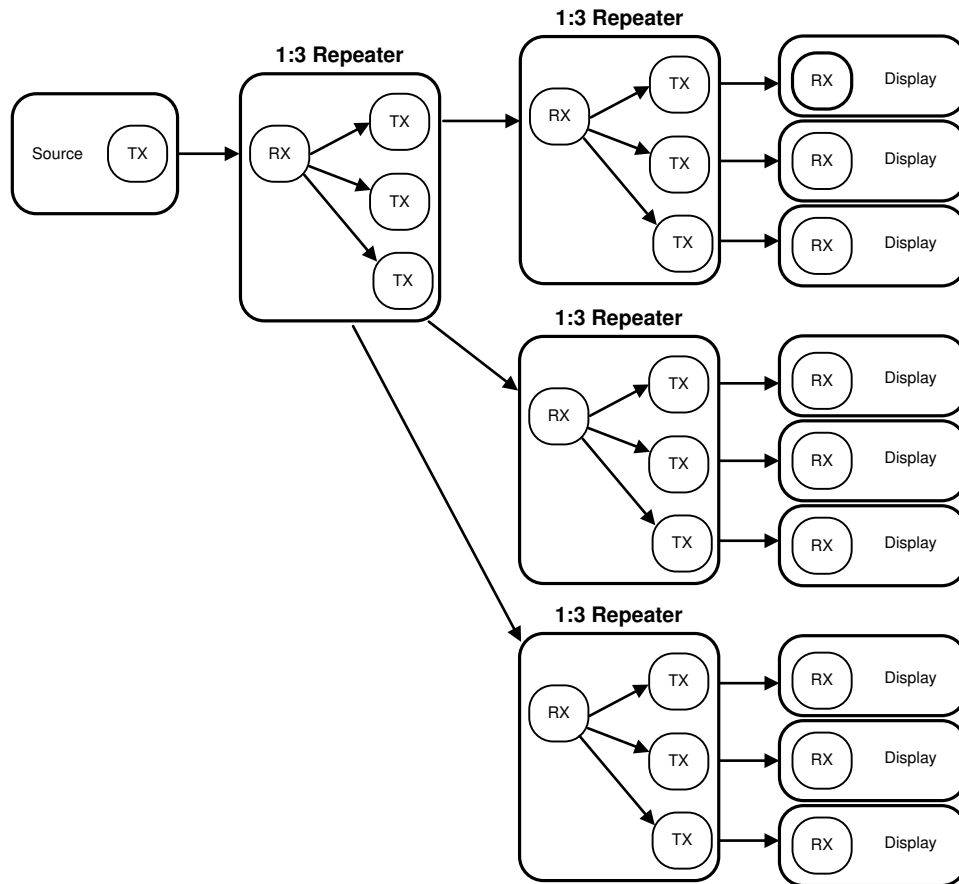 1:3 Repeater
1:3 Repeater
Source
TX
RX
TX
TX
TX
RX
TX
TX
TX
RX
Display
RX
Display
RX
Display
1:3 Repeater
RX
TX
TX
TX
RX
Display
RX
Display
RX
Display
1:3 Repeater
RX
TX
TX
TX
RX
Display
RX
Display
RX
Display